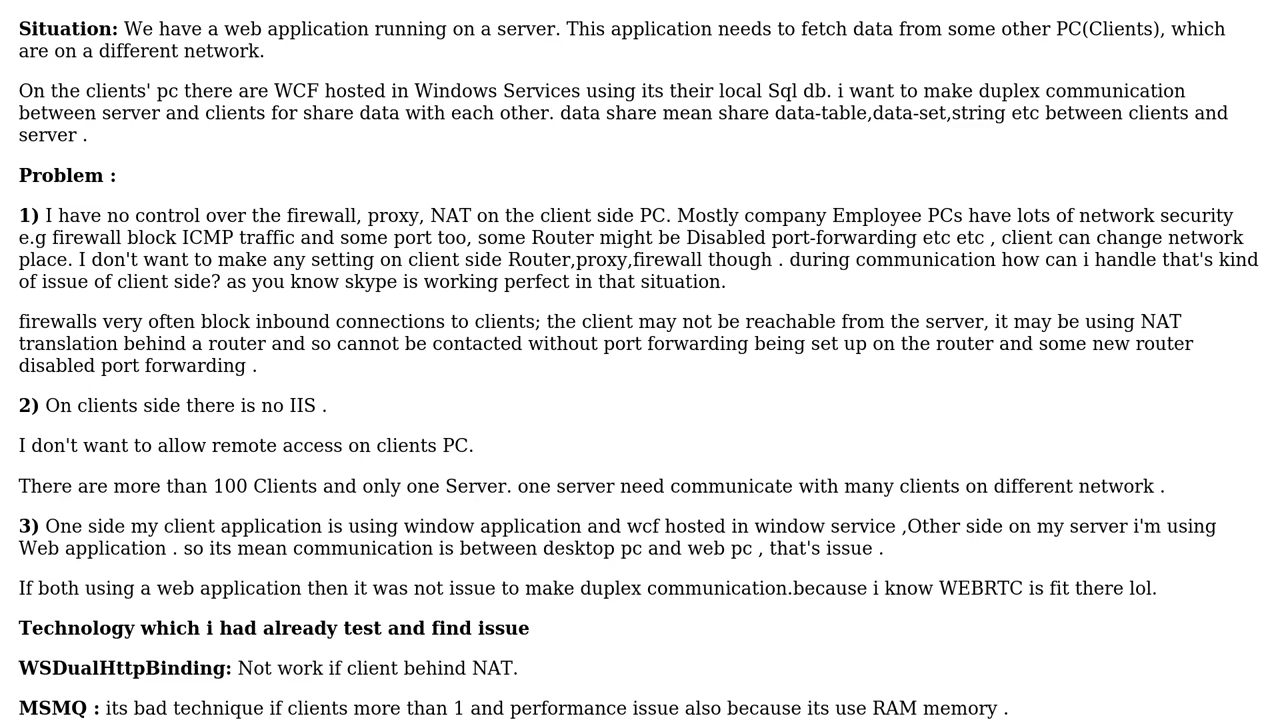 Situation: We have a web application running on a server. This application needs to fetch data from some other PC(Clients), which
are on a different network.
On the clients' pc there are WCF hosted in Windows Services using its their local Sql db. i want to make duplex communication
between server and clients for share data with each other. data share mean share data-table,data-set,string etc between clients and
server .
Problem :
1) I have no control over the firewall, proxy, NAT on the client side PC. Mostly company Employee PCs have lots of network security
e.g firewall block ICMP traffic and some port too, some Router might be Disabled port-forwarding etc etc , client can change network
place. I don't want to make any setting on client side Router,proxy,firewall though . during communication how can i handle that's kind
of issue of client side? as you know skype is working perfect in that situation.
firewalls very often block inbound connections to clients; the client may not be reachable from the server, it may be using NAT
translation behind a router and so cannot be contacted without port forwarding being set up on the router and some new router
disabled port forwarding .
2) On clients side there is no IIS .
I don't want to allow remote access on clients PC.
There are more than 100 Clients and only one Server. one server need communicate with many clients on different network .
3) One side my client application is using window application and wcf hosted in window service ,Other side on my server i'm using
Web application . so its mean communication is between desktop pc and web pc , that's issue .
If both using a web application then it was not issue to make duplex communication.because i know WEBRTC is fit there lol.
Technology which i had already test and find issue
WSDualHttpBinding: Not work if client behind NAT.
MSMQ : its bad technique if clients more than 1 and performance issue also because its use RAM memory .